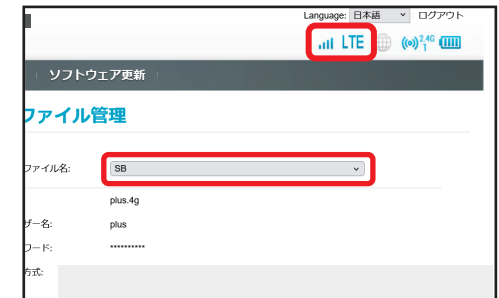 Language: 日本語 ログアウト
LTE 2.4G 1
ソフトウェア更新
ファイル管理
ファイル名: SB
plus.4g
ザー名: plus
ワード: **********
方式: